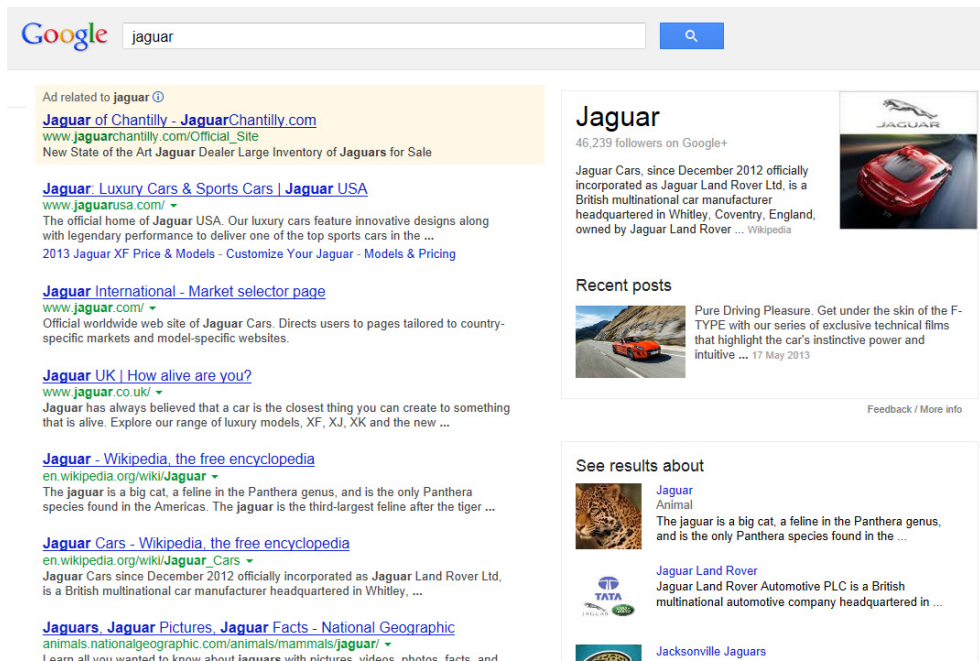 Google
jaguar
Ad related to jaguar
Jaguar of Chantilly - JaguarChantilly.com
www.jaguarchantilly.com/Official_Site
New State of the Art Jaguar Dealer Large Inventory of Jaguars for Sale
Jaguar: Luxury Cars & Sports Cars | Jaguar USA
www.jaguarusa.com/
The official home of Jaguar USA. Our luxury cars feature innovative designs along
with legendary performance to deliver one of the top sports cars in the ...
2013 Jaguar XF Price & Models - Customize Your Jaguar - Models & Pricing
Jaguar International - Market selector page
www.jaguar.com/
Official worldwide web site of Jaguar Cars. Directs users to pages tailored to country-
specific markets and model-specific websites.
Jaguar UK | How alive are you?
www.jaguar.co.uk/
Jaguar has always believed that a car is the closest thing you can create to something
that is alive. Explore our range of luxury models, XF, XJ, XK and the new ...
Jaguar - Wikipedia, the free encyclopedia
en.wikipedia.org/wiki/Jaguar
The jaguar is a big cat, a feline in the Panthera genus, and is the only Panthera
species found in the Americas. The jaguar is the third-largest feline after the tiger ...
Jaguar Cars - Wikipedia, the free encyclopedia
en.wikipedia.org/wiki/Jaguar_Cars
Jaguar Cars since December 2012 officially incorporated as Jaguar Land Rover Ltd,
is a British multinational car manufacturer headquartered in Whitley, ...
Jaguars, Jaguar Pictures, Jaguar Facts - National Geographic
animals.nationalgeographic.com/animals/mammals/jaguar/
Learn all you wanted to know about jaguars with pictures, videos, photos, facts, and
Jaguar
46,239 followers on Google+
JAGUAR
Jaguar Cars, since December 2012 officially
incorporated as Jaguar Land Rover Ltd, is a
British multinational car manufacturer
headquartered in Whitley, Coventry, England,
owned by Jaguar Land Rover ... Wikipedia
Recent posts
Pure Driving Pleasure. Get under the skin of the F-
TYPE with our series of exclusive technical films
that highlight the car's instinctive power and
intuitive ... 17 May 2013
Feedback / More info
See results about
Jaguar
Animal
The jaguar is a big cat, a feline in the Panthera genus,
and is the only Panthera species found in the ...
TATA
JAGUAR
Jaguar Land Rover
Jaguar Land Rover Automotive PLC is a British
multinational automotive company headquartered in ...
Jacksonville Jaguars